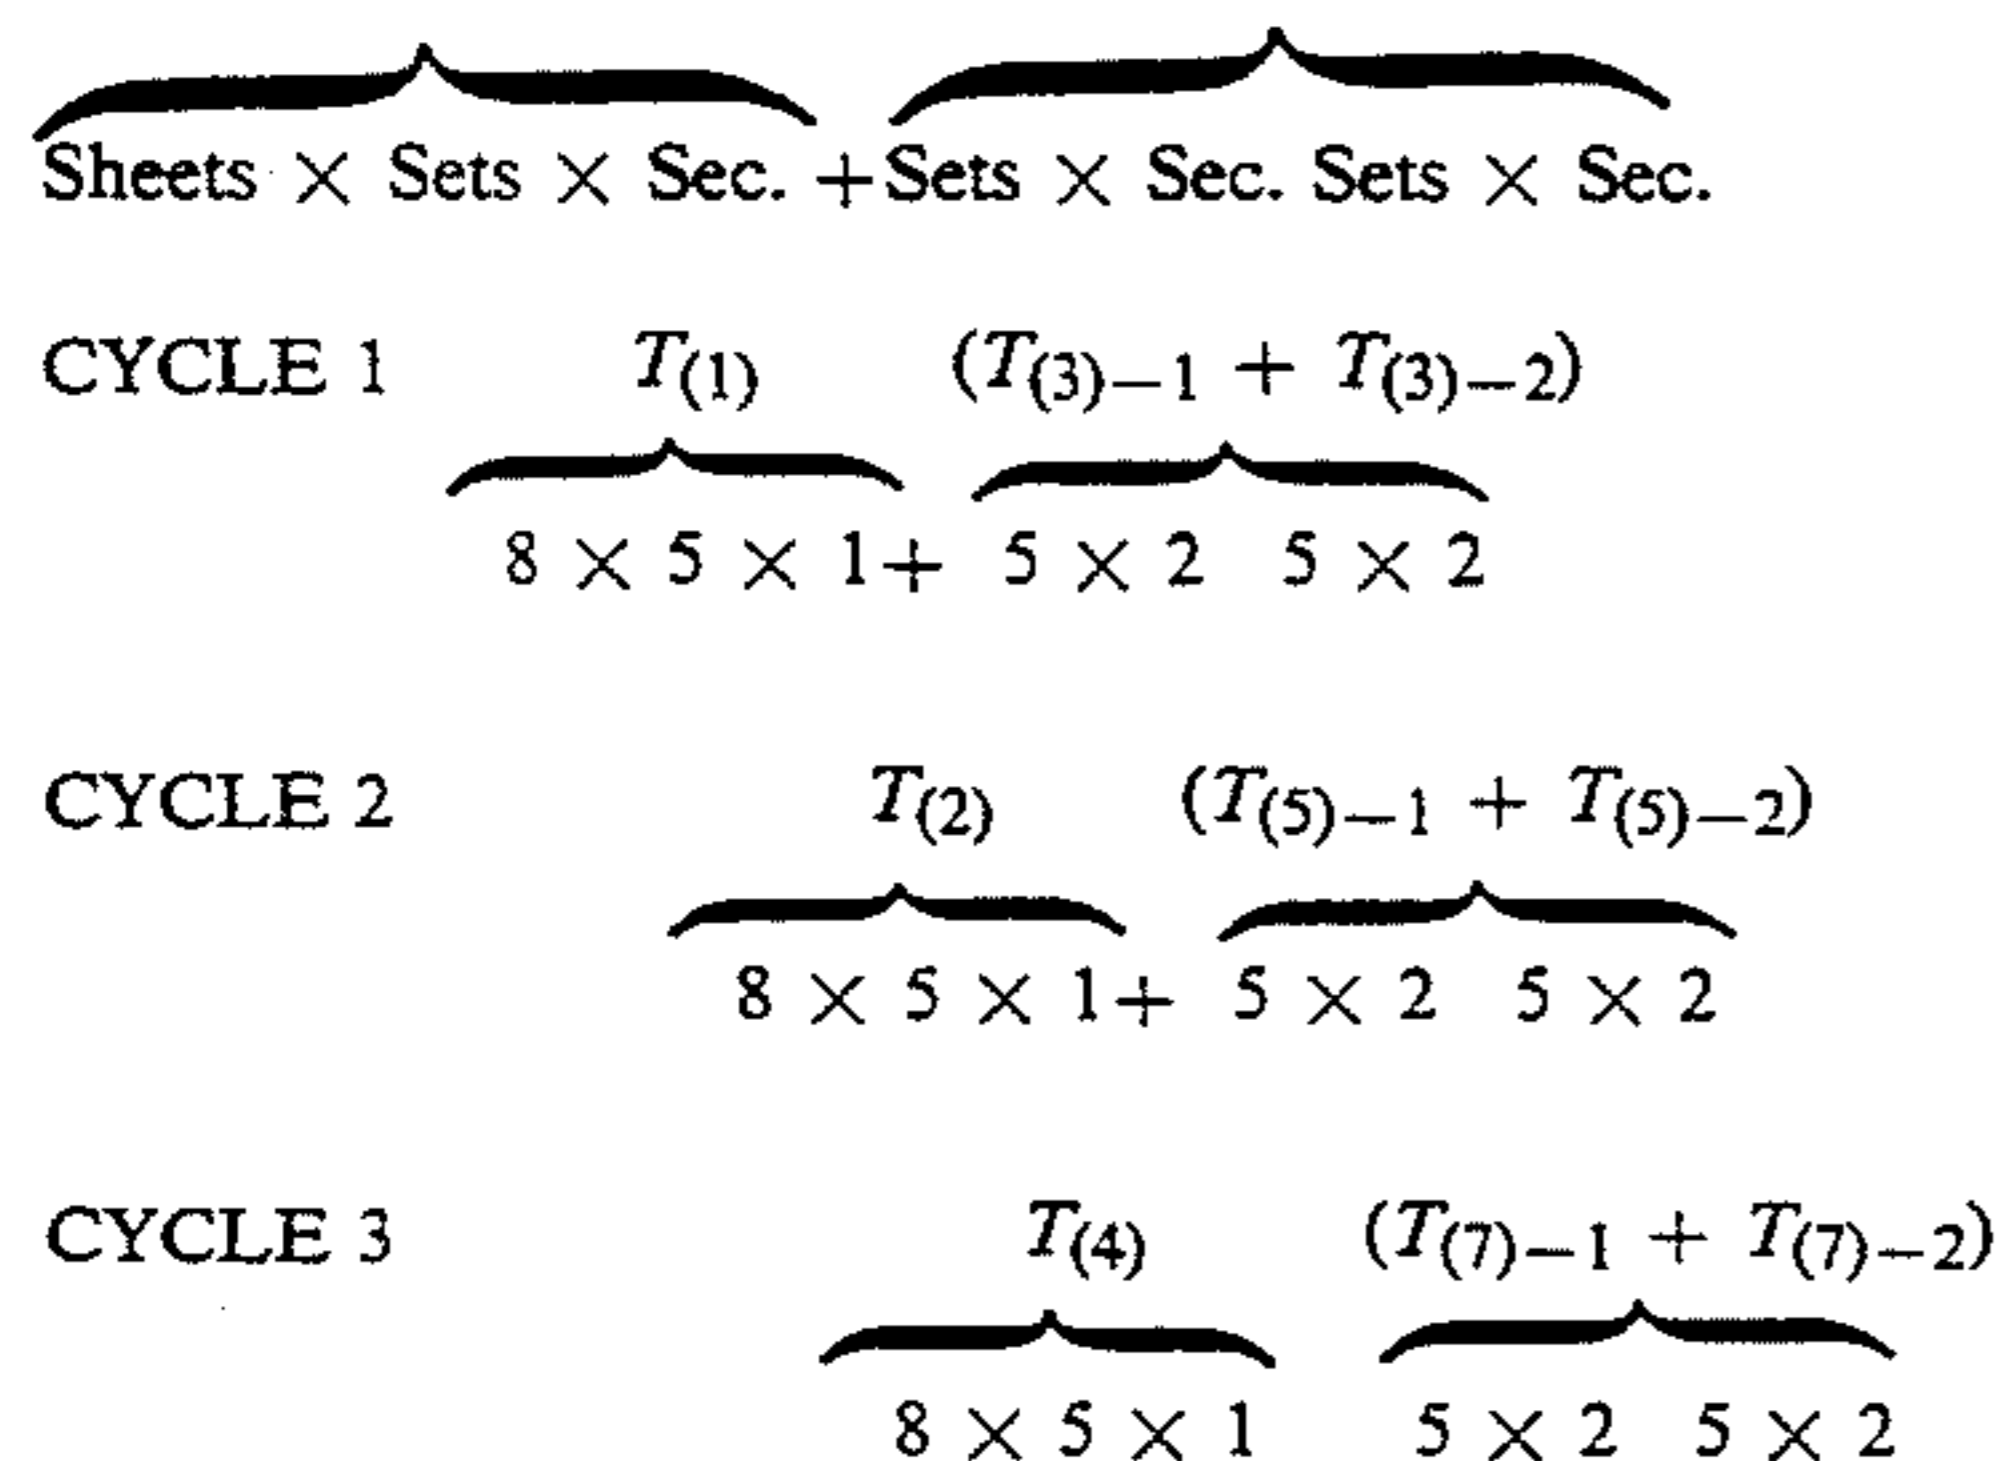 Sheets × Sets × Sec. + Sets × Sec. Sets × Sec.
CYCLE 1 T(1) (T(3)−1 + T(3)−2)
8 × 5 × 1 + 5 × 2 5 × 2
CYCLE 2 T(2) (T(5)−1 + T(5)−2)
8 × 5 × 1 + 5 × 2 5 × 2
CYCLE 3 T(4) (T(7)−1 + T(7)−2)
8 × 5 × 1 5 × 2 5 × 2